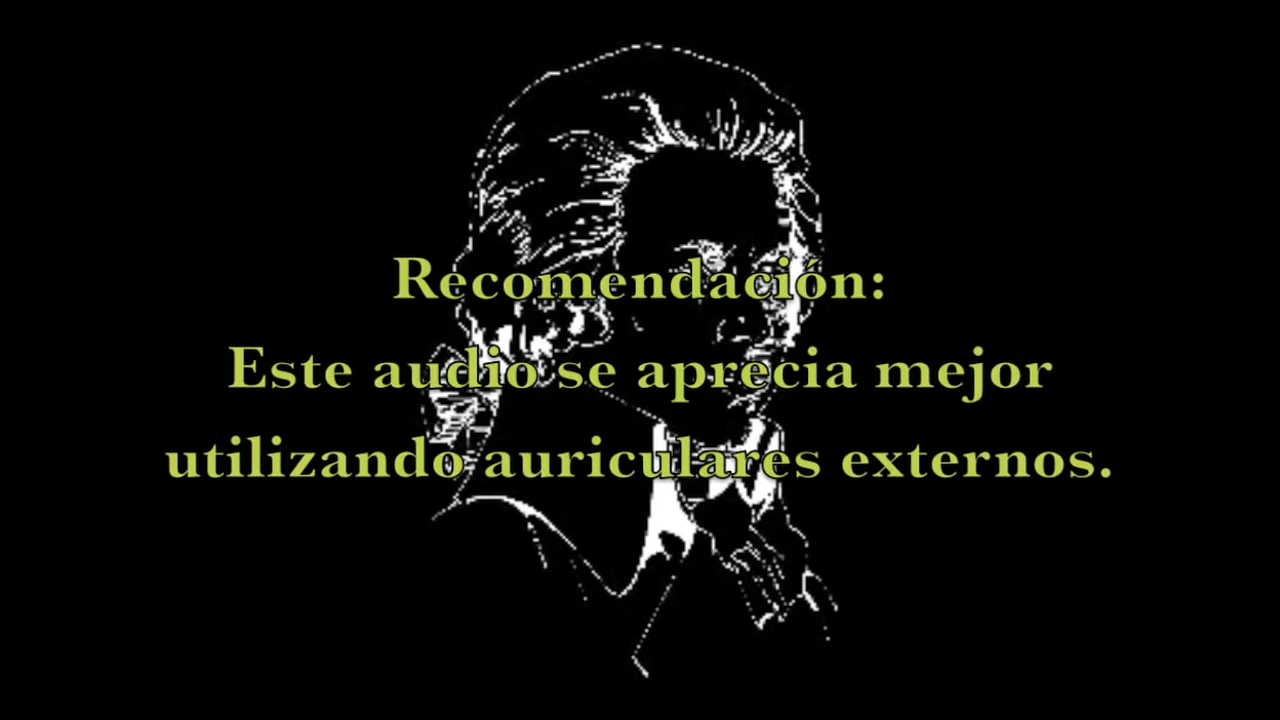 Recomendación:
Este audio se aprecia mejor
utilizando auriculares externos.